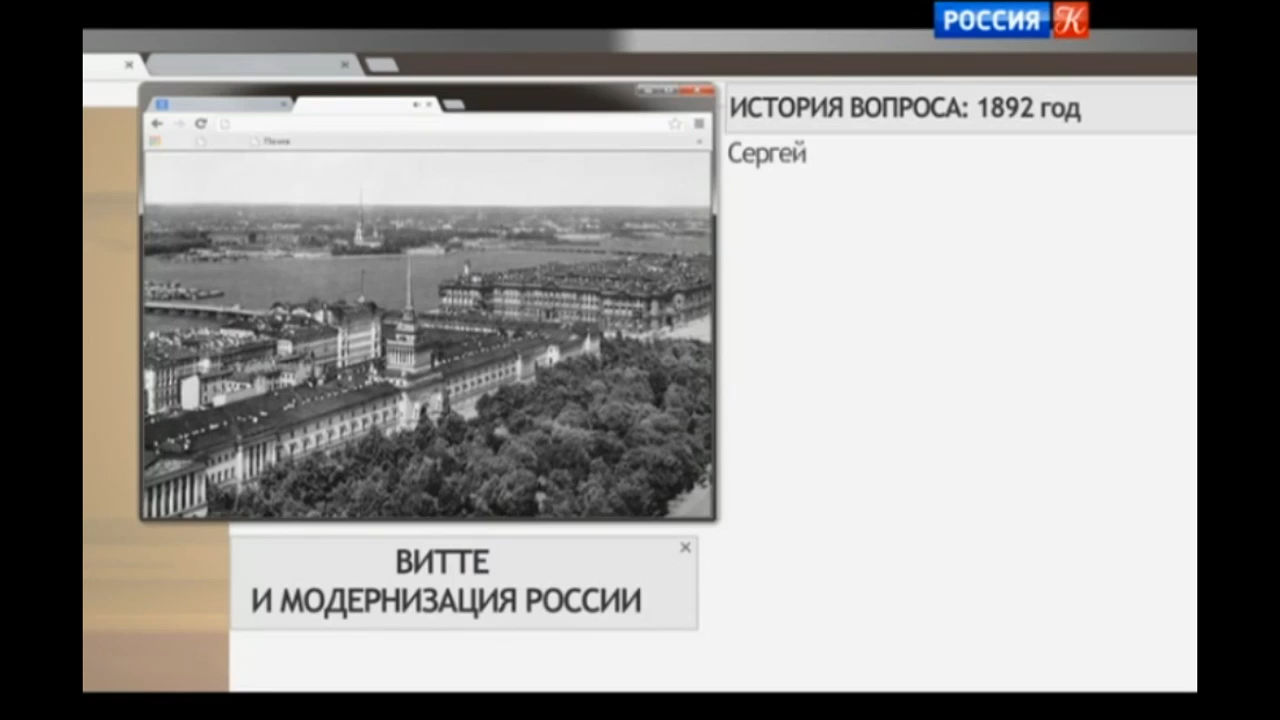 РОССИЯ К
ИСТОРИЯ ВОПРОСА: 1892 год
Сергей
ВИТТЕ
И МОДЕРНИЗАЦИЯ РОССИИ